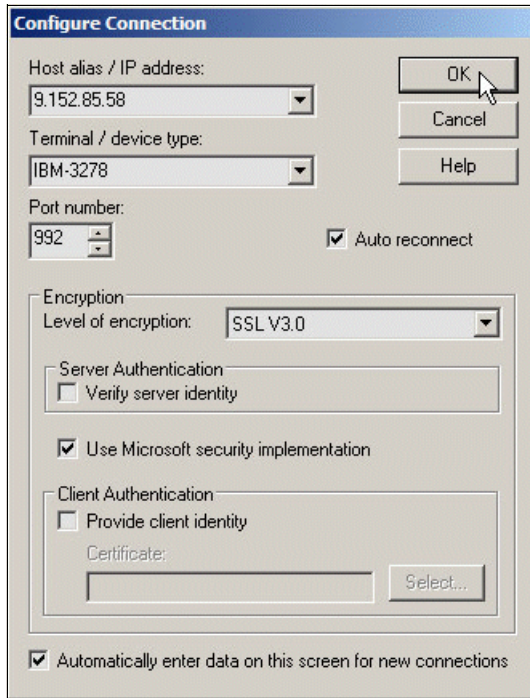 Configure Connection
Host alias / IP address:
9.152.85.58
OK
Terminal / device type:
Cancel
IBM-3278
Help
Port number:
992
Auto reconnect
Encryption
Level of encryption:
SSL V3.0
Server Authentication
Verify server identity
Use Microsoft security implementation
Client Authentication
Provide client identity
Certificate:
Select...
Automatically enter data on this screen for new connections